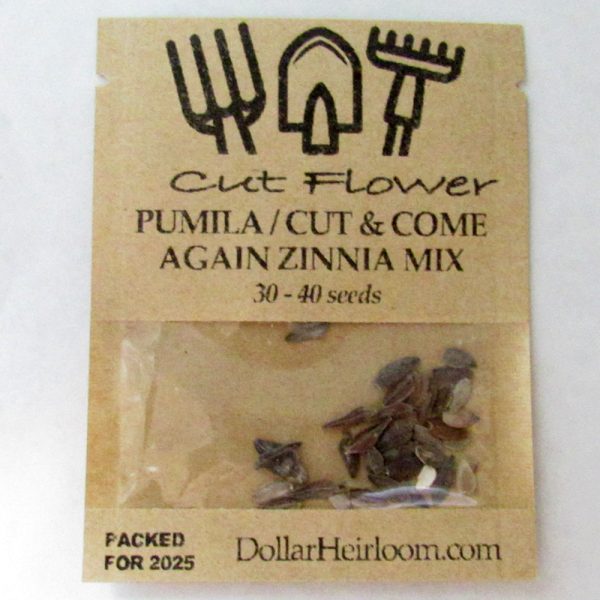 Cut Flower
PUMILA / CUT & COME
AGAIN ZINNIA MIX
30 - 40 seeds
PACKED
FOR 2025
DollarHeirloom.com